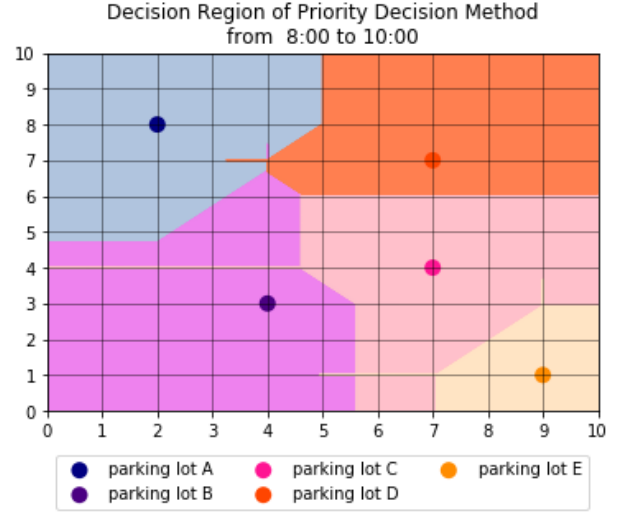 Decision Region of Priority Decision Method
from 8:00 to 10:00
10
9
8
7
6
5
4
3
2
1
0
0 1 2 3 4 5 6 7 8 9 10
parking lot A parking lot C parking lot E
parking lot B parking lot D